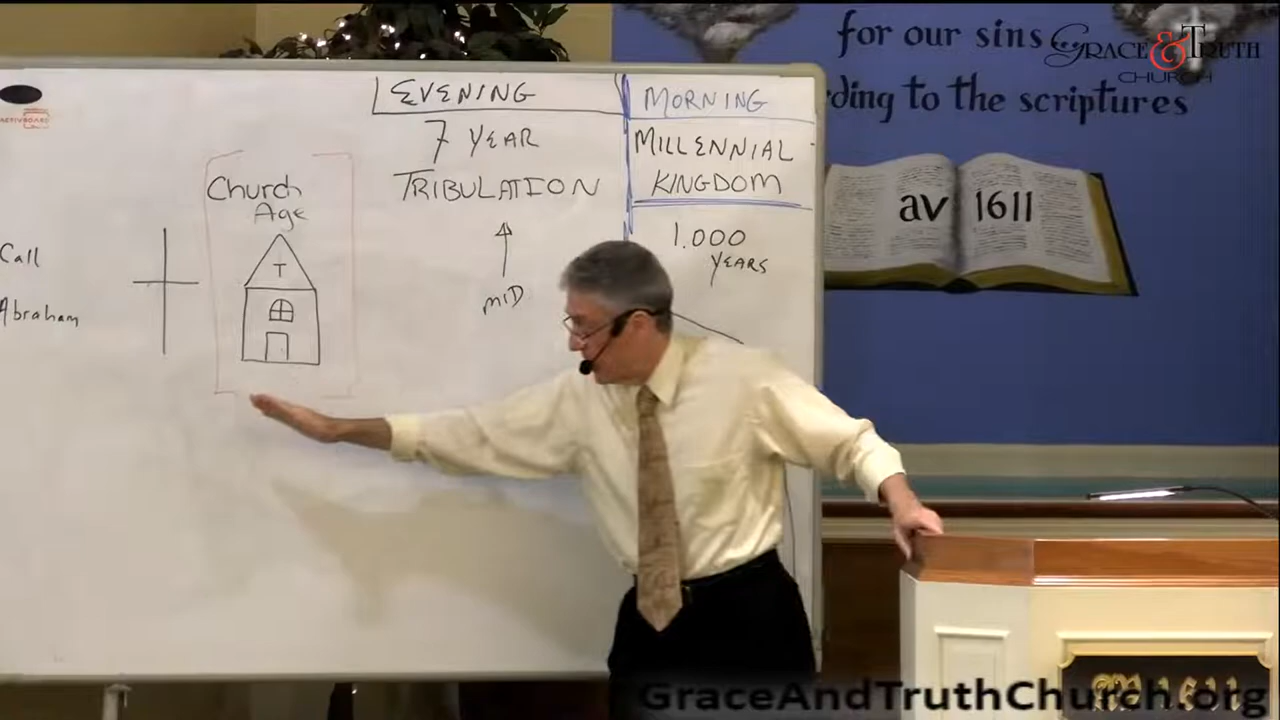 for our sins
GRACE & TRUTH
CHURCH
rding to the scriptures
av 1611
ACTIVBOARD
EVENING
MORNING
7 YEAR
TRIBULATION
MILLENNIAL
KINGDOM
1.000
YEARS
MID
Church
Age
T
Call
Abraham
GraceAndTruthChurch.org